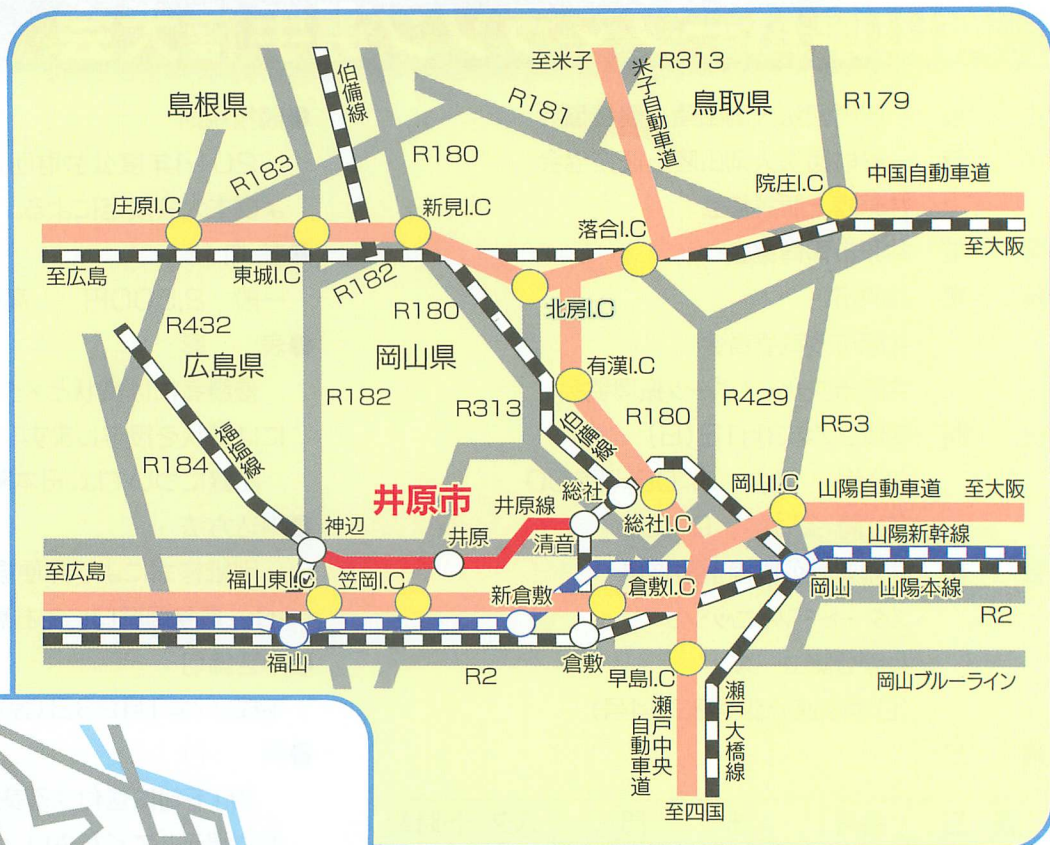 至米子
米子自動車道
R313
島根県
伯備線
R181
鳥取県
R179
R183
R180
院庄I.C
中国自動車道
庄原I.C
新見I.C
落合I.C
至広島
東城I.C
R182
至大阪
北房I.C
R432
R180
広島県
岡山県
有漢I.C
R182
R313
R180
R429
R53
R184
福塩線
伯備線
井原市
井原線
総社
岡山I.C
山陽自動車道
至大阪
神辺
井原
清音
総社I.C
山陽新幹線
至広島
福山東I.C
笠岡I.C
新倉敷
倉敷I.C
岡山
山陽本線
R2
福山
R2
倉敷
早島I.C
岡山ブルーライン
瀬戸中央
自動車道
瀬戸大橋線
至四国